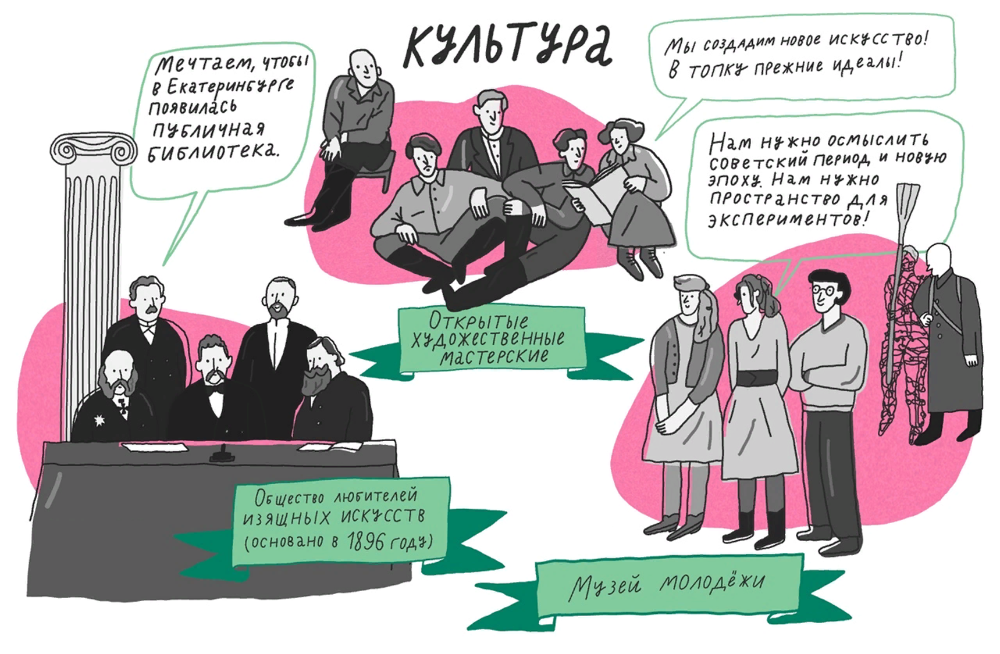 КУЛЬТУРА
Мечтаем, чтобы
в Екатеринбурге
появилась
публичная
библиотека.
Мы создадим новое искусство!
В топку прежние идеалы!
Нам нужно осмыслить
советский период и новую
эпоху. Нам нужно
пространство для
экспериментов!
Открытые
художественные
мастерские
Общество любителей
изящных искусств
(основано в 1896 году)
Музей молодёжи